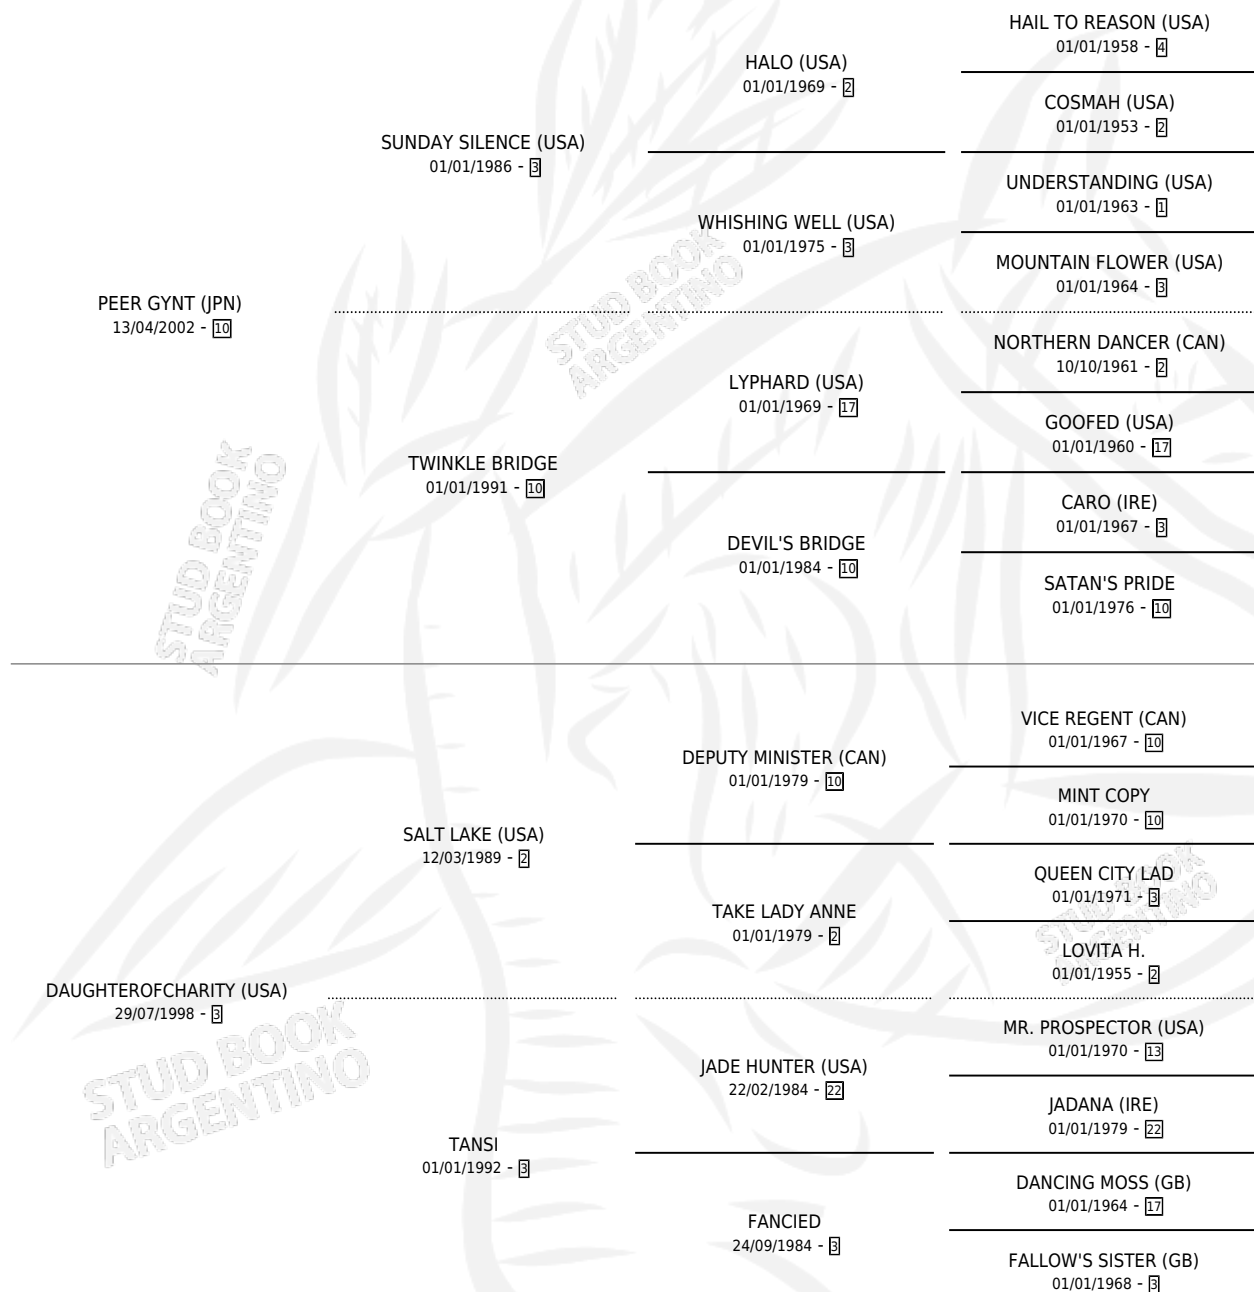 HAIL TO REASON (USA)
01/01/1958 - 4
HALO (USA)
01/01/1969 - 2
COSMAH (USA)
01/01/1953 - 2
SUNDAY SILENCE (USA)
01/01/1986 - 3
UNDERSTANDING (USA)
01/01/1963 - 1
WHISHING WELL (USA)
01/01/1975 - 3
MOUNTAIN FLOWER (USA)
01/01/1964 - 3
PEER GYNT (JPN)
13/04/2002 - 10
NORTHERN DANCER (CAN)
10/10/1961 - 2
LYPHARD (USA)
01/01/1969 - 17
GOOFED (USA)
01/01/1960 - 17
TWINKLE BRIDGE
01/01/1991 - 10
CARO (IRE)
01/01/1967 - 3
DEVIL'S BRIDGE
01/01/1984 - 10
SATAN'S PRIDE
01/01/1976 - 10
VICE REGENT (CAN)
01/01/1967 - 10
DEPUTY MINISTER (CAN)
01/01/1979 - 10
MINT COPY
01/01/1970 - 10
SALT LAKE (USA)
12/03/1989 - 2
QUEEN CITY LAD
01/01/1971 - 3
TAKE LADY ANNE
01/01/1979 - 2
LOVITA H.
01/01/1955 - 2
DAUGHTEROFCHARITY (USA)
29/07/1998 - 3
MR. PROSPECTOR (USA)
01/01/1970 - 13
JADE HUNTER (USA)
22/02/1984 - 22
JADANA (IRE)
01/01/1979 - 22
TANSI
01/01/1992 - 3
DANCING MOSS (GB)
01/01/1964 - 17
FANCIED
24/09/1984 - 3
FALLOW'S SISTER (GB)
01/01/1968 - 3
STUD BOOK
ARGENTINO
STUD BOOK
ARGENTINO
STUD BOOK
ARGENTINO
STUD BOOK
ARGENTINO